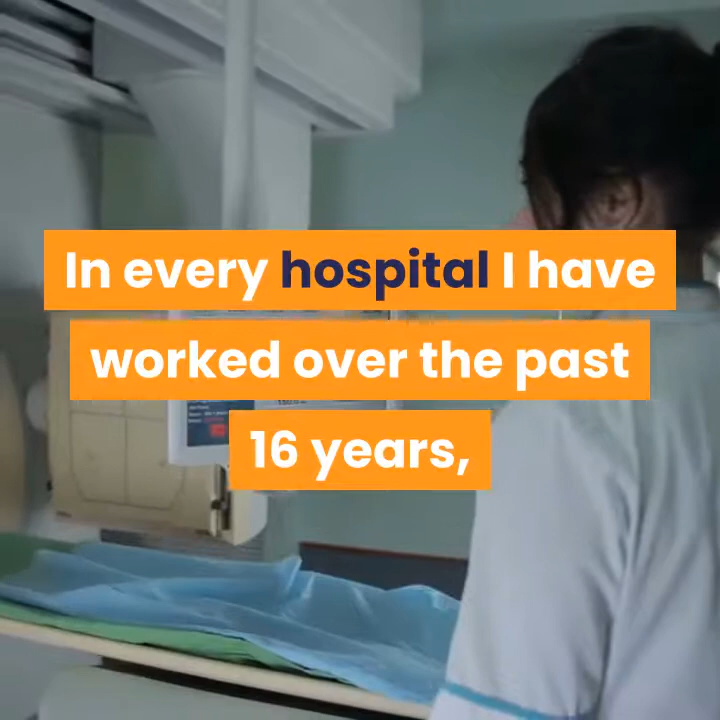 In every hospital I have
worked over the past
16 years,